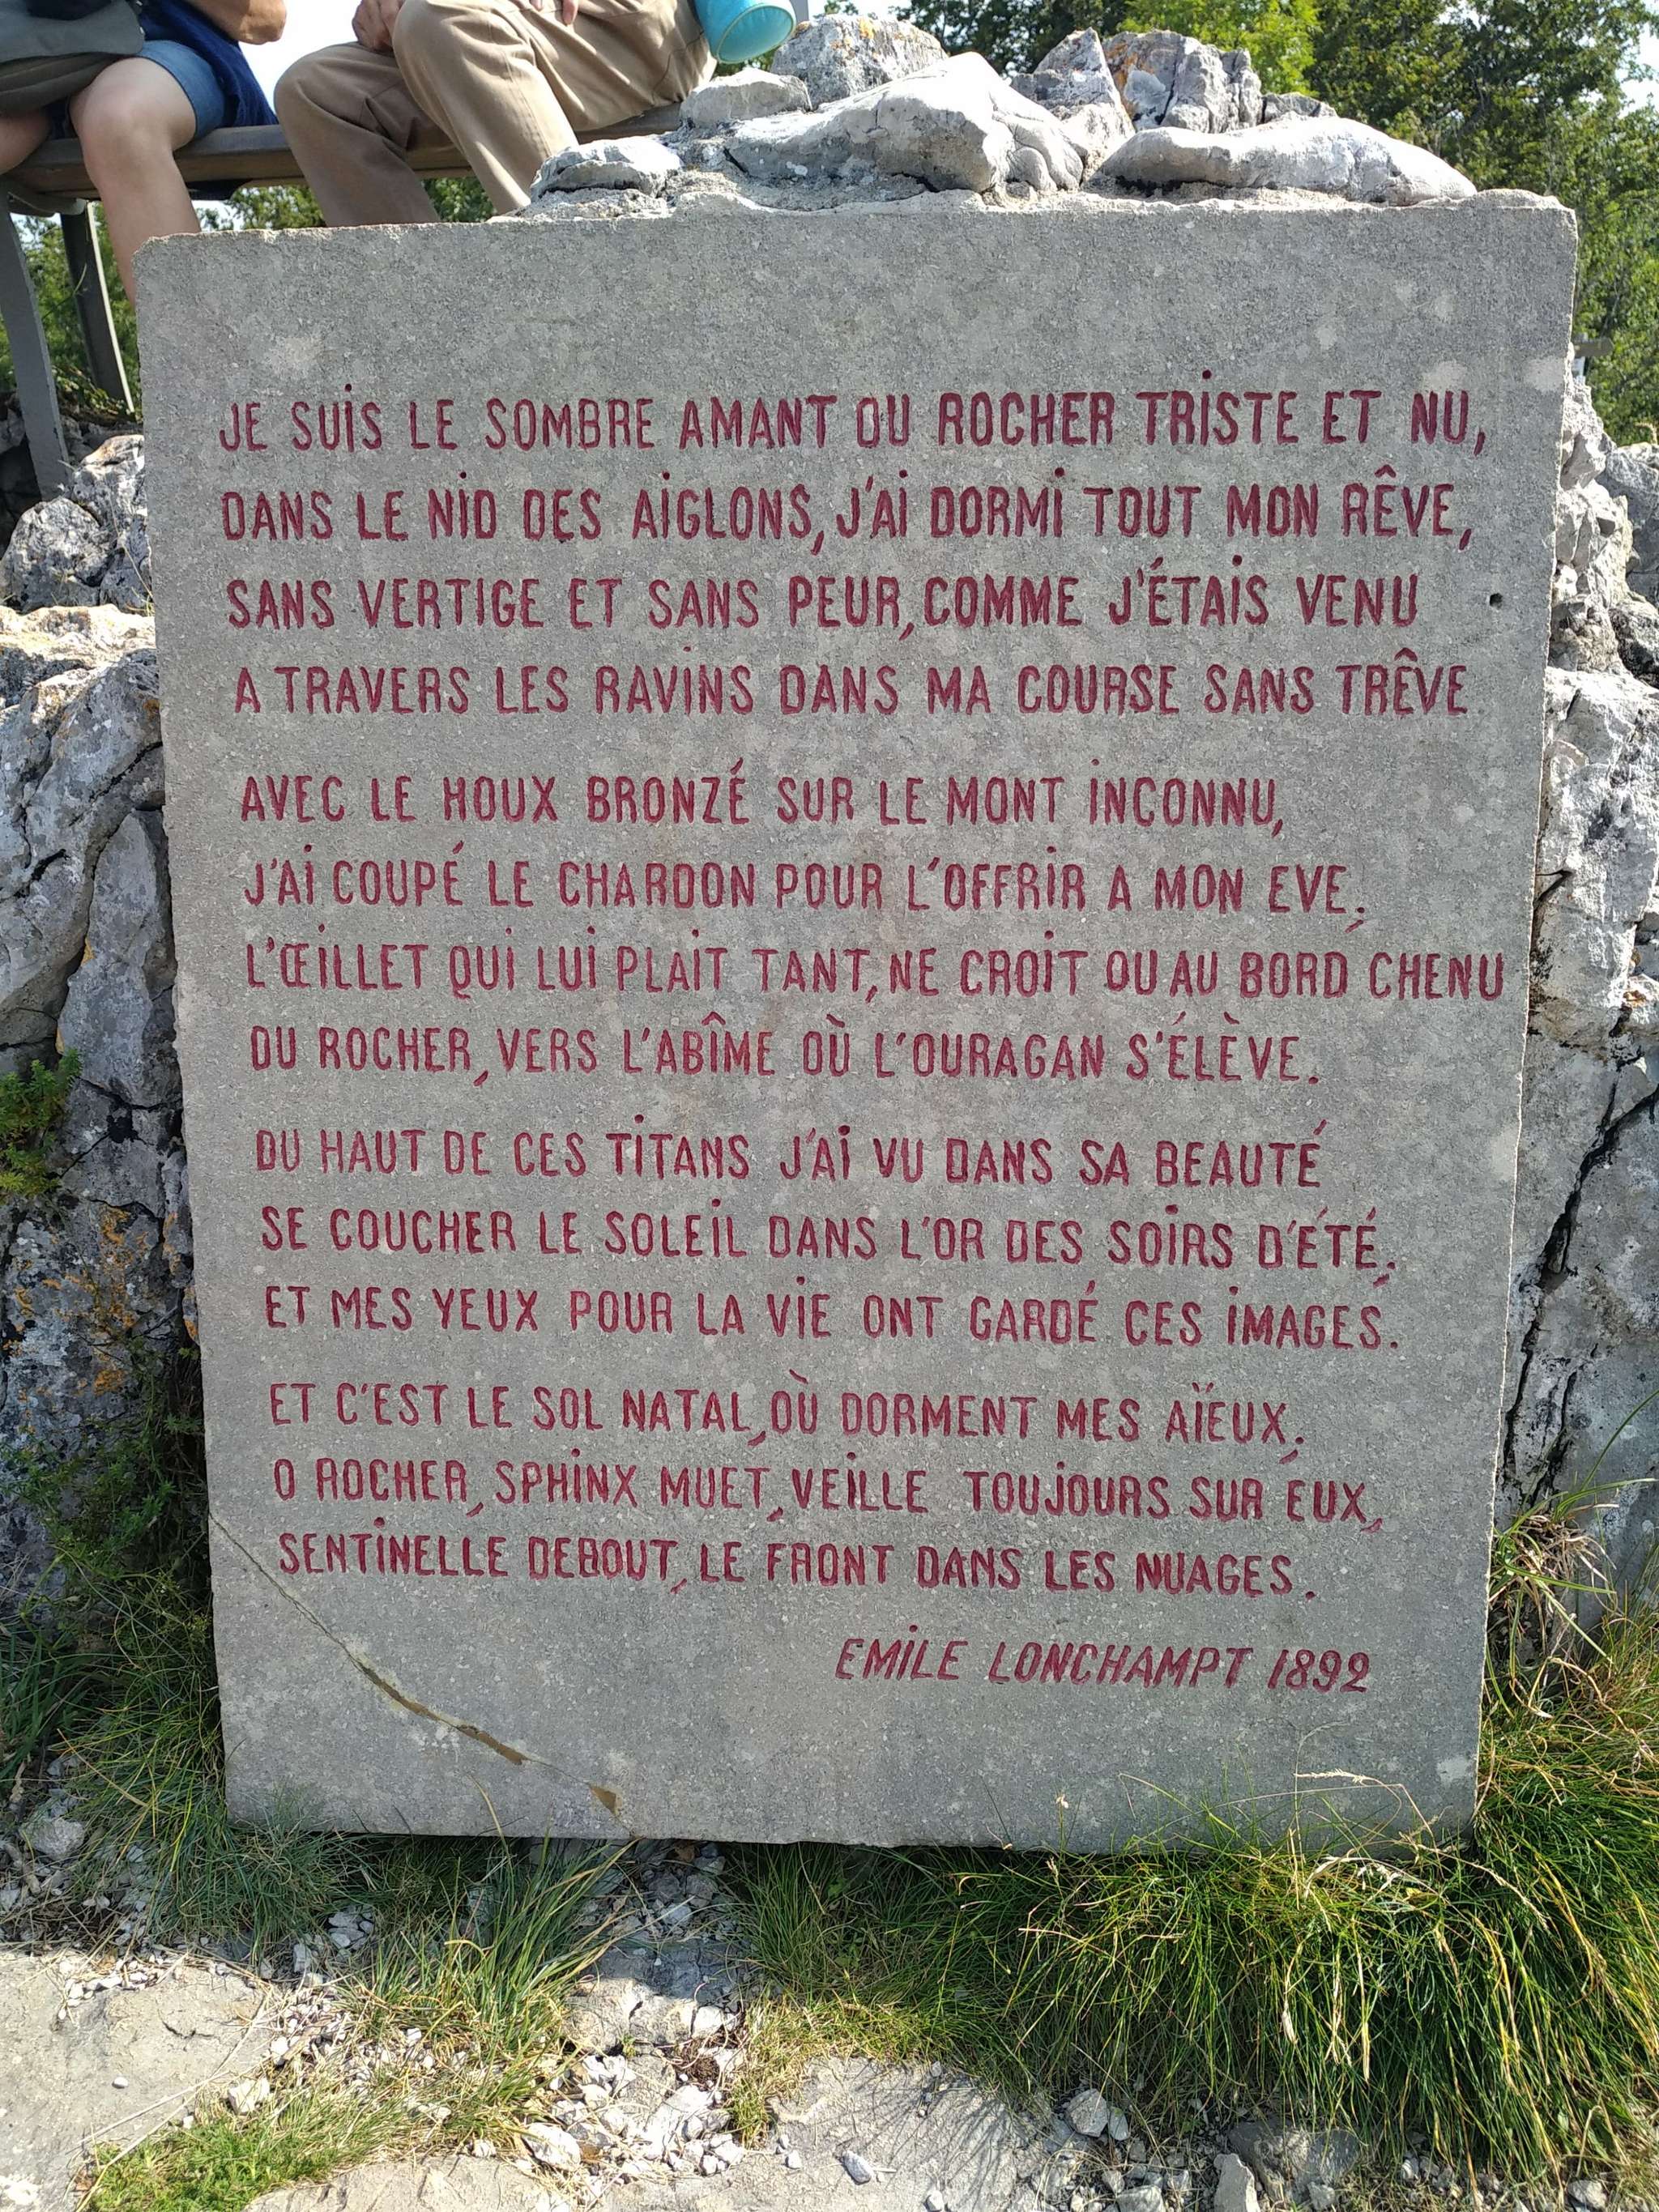 JE SUIS LE SOMBRE AMANT DU ROCHER TRISTE ET NU,
DANS LE NID DES AIGLONS, J'AI DORMI TOUT MON RÊVE,
SANS VERTIGE ET SANS PEUR, COMME J'ÉTAIS VENU
A TRAVERS LES RAVINS DANS MA COURSE SANS TRÊVE
AVEC LE HOUX BRONZÉ SUR LE MONT INCONNU,
J'AI COUPÉ LE CHARDON POUR L'OFFRIR A MON EVE;
L'ŒILLET QUI LUI PLAIT TANT, NE CROIT OU AU BORD CHENU
DU ROCHER, VERS L'ABÎME OÙ L'OURAGAN S'ÉLÈVE.
DU HAUT DE CES TITANS J'AI VU DANS SA BEAUTÉ
SE COUCHER LE SOLEIL DANS L'OR DES SOIRS D'ÉTÉ;
ET MES YEUX POUR LA VIE ONT GARDÉ CES IMAGES.
ET C'EST LE SOL NATAL, OÙ DORMENT MES AÏEUX;
O ROCHER, SPHINX MUET, VEILLE TOUJOURS SUR EUX,
SENTINELLE DEBOUT, LE FRONT DANS LES NUAGES.
EMILE LONCHAMPT 1892